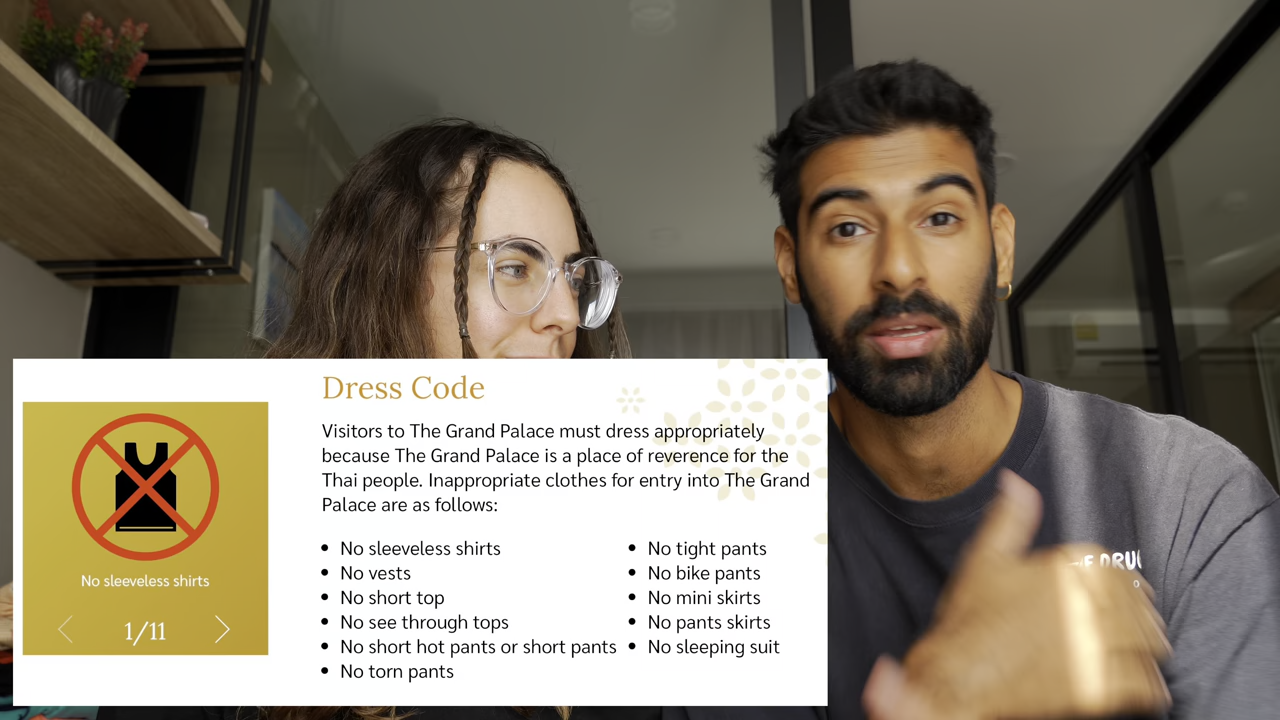 Dress Code
Visitors to The Grand Palace must dress appropriately
because The Grand Palace is a place of reverence for the
Thai people. Inappropriate clothes for entry into The Grand
Palace are as follows:
No sleeveless shirts
1/11
• No sleeveless shirts
• No vests
• No short top
• No see through tops
• No short hot pants or short pants
• No torn pants
• No tight pants
• No bike pants
• No mini skirts
• No pants skirts
• No sleeping suit